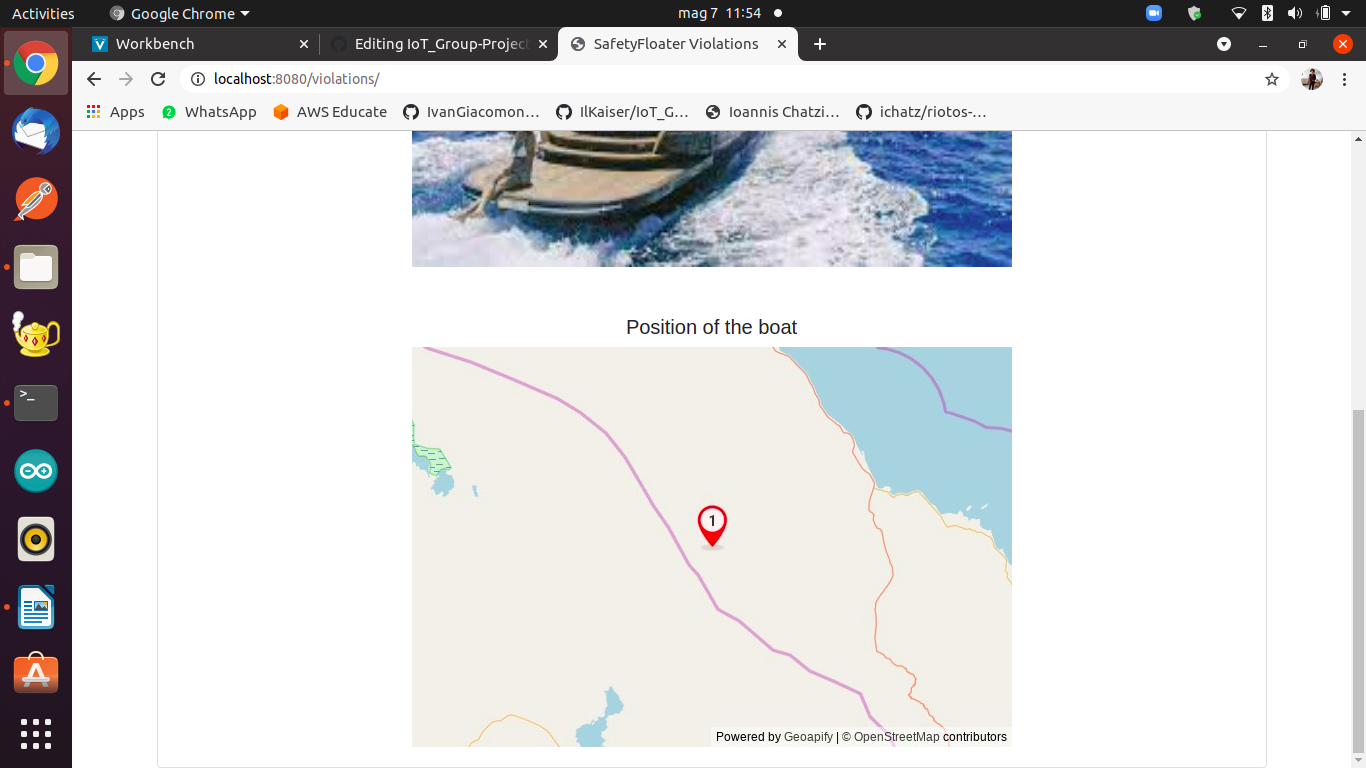 Activities
Google Chrome
mag 7 11:54
Workbench
Editing IoT_Group-Projec
SafetyFloater Violations
localhost:8080/violations/
Apps
WhatsApp
AWS Educate
IvanGiacomon…
IlKaiser/IoT_G…
Ioannis Chatzi…
ichatz/riotos-…
Position of the boat
1
Powered by Geoapify | © OpenStreetMap contributors